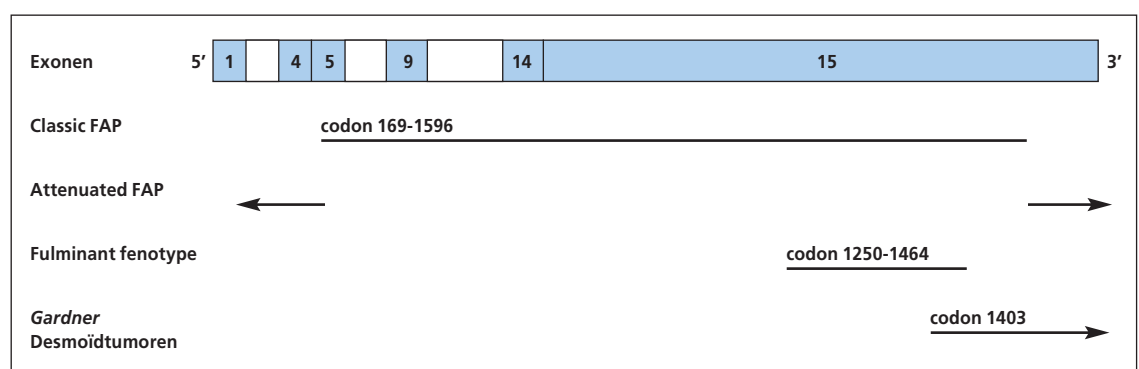 Exonen 5’ 1 4 5 9 14 15 3’
Classic FAP codon 169-1596
Attenuated FAP
Fulminant fenotype codon 1250-1464
Gardner codon 1403
Desmoïdtumoren